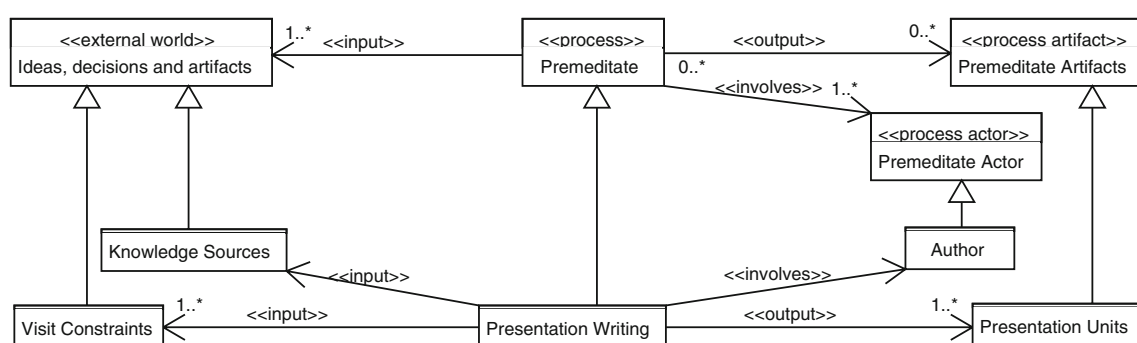 <<external world>>
Ideas, decisions and artifacts
1..*
<<input>>
<<process>>
Premeditate
<<output>>
0..*
<<process artifact>>
Premeditate Artifacts
0..*
<<involves>>
1..*
<<process actor>>
Premeditate Actor
Knowledge Sources
<<input>>
<<involves>>
Author
Visit Constraints
1..*
<<input>>
Presentation Writing
<<output>>
1..*
Presentation Units